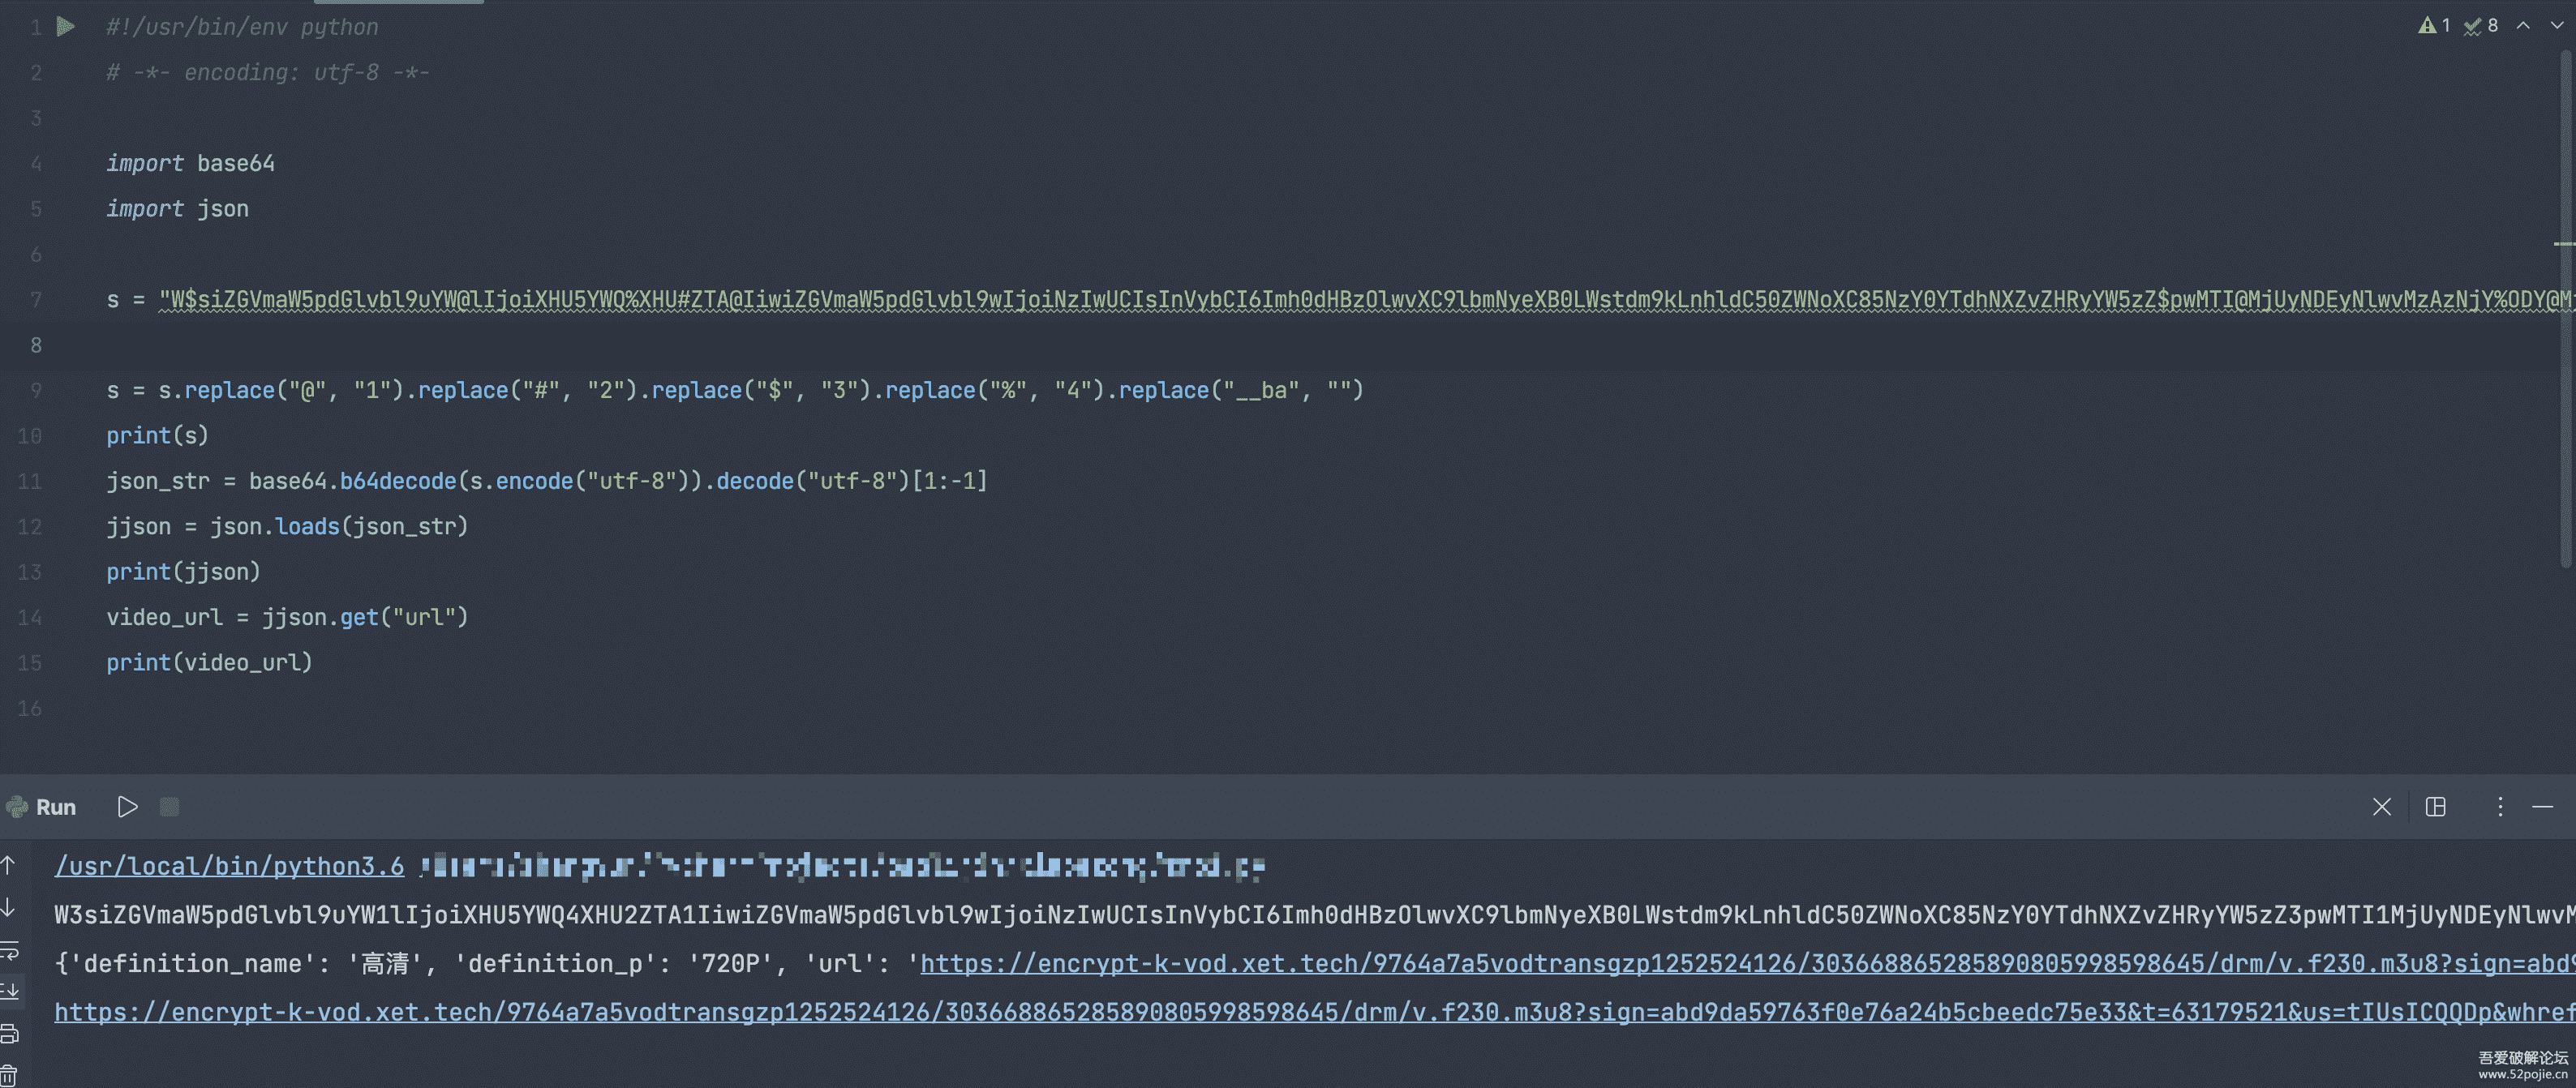 1 #!/usr/bin/env python
2 # -*- encoding: utf-8 -*-
3
4 import base64
5 import json
6
7 s = "W$siZGVmaW5pdGlvbl9uYW@lIjoiXHU5YWQ%XHU#ZTA@IiwiZGVmaW5pdGlvbl9wIjoiNzIwUCIsInVybCI6Imh0dHBzOlwvXC9lbmNyeXB0LWstdm9kLnhldC50ZWNoXC85NzY0YTdhNXZvZHRyYW5zZ$pwMTI@MjUyNDEyNlwvMzAzNjY%ODY@M
8
9 s = s.replace("@", "1").replace("#", "2").replace("$", "3").replace("%", "4").replace("__ba", "")
10 print(s)
11 json_str = base64.b64decode(s.encode("utf-8")).decode("utf-8")[1:-1]
12 jjson = json.loads(json_str)
13 print(jjson)
14 video_url = jjson.get("url")
15 print(video_url)
16
1 8
Run
/usr/local/bin/python3.6
W3siZGVmaW5pdGlvbl9uYW1lIjoiXHU5YWQ4XHU2ZTA1IiwiZGVmaW5pdGlvbl9wIjoiNzIwUCIsInVybCI6Imh0dHBzOlwvXC9lbmNyeXB0LWstdm9kLnhldC50ZWNoXC85NzY0YTdhNXZvZHRyYW5zZ3pwMTI1MjUyNDEyNlwvM
{'definition_name': '高清', 'definition_p': '720P', 'url': 'https://encrypt-k-vod.xet.tech/9764a7a5vodtransgzp1252524126/303668865285890805998598645/drm/v.f230.m3u8?sign=abd9
https://encrypt-k-vod.xet.tech/9764a7a5vodtransgzp1252524126/303668865285890805998598645/drm/v.f230.m3u8?sign=abd9da59763f0e76a24b5cbeedc75e33&t=63179521&us=tIUsICQQDp&whref
吾爱破解论坛
www.52pojie.cn